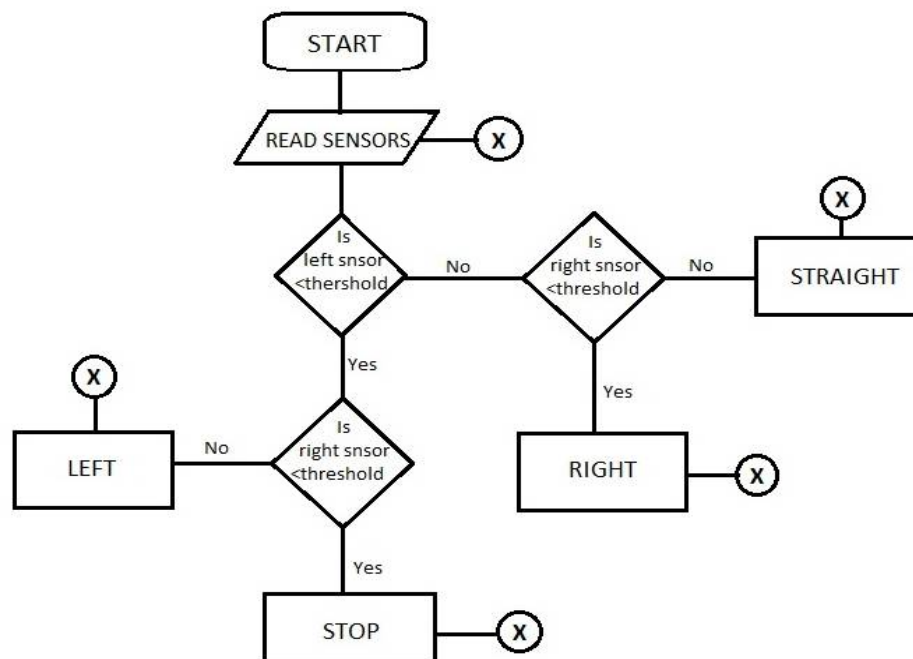 START
READ SENSORS
X
Is
left snsor
<thershold
No
Is
right snsor
<threshold
No
X
STRAIGHT
Yes
Yes
X
LEFT
No
Is
right snsor
<threshold
RIGHT
X
Yes
STOP
X